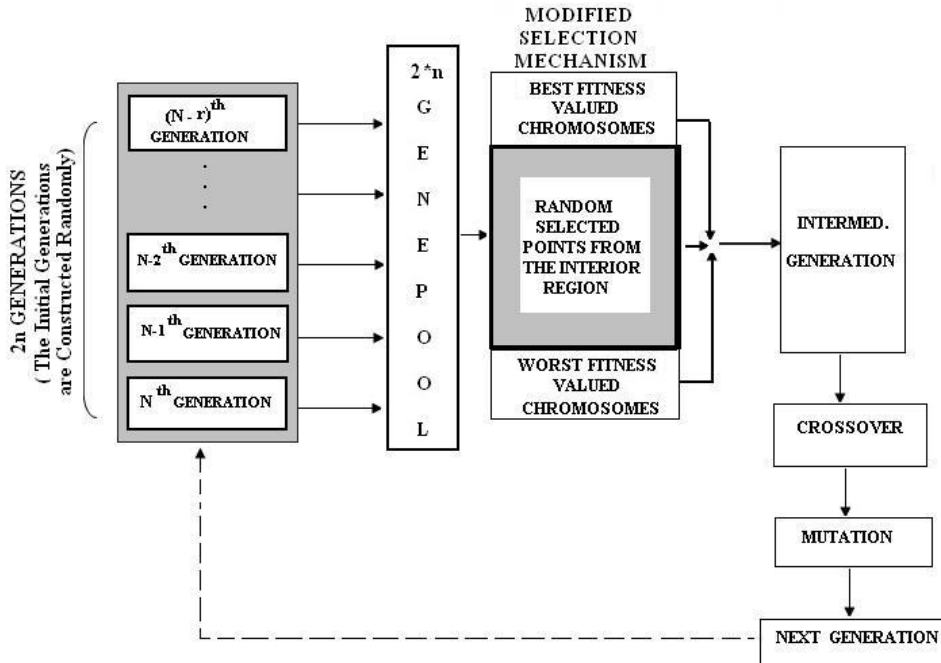 2n GENERATIONS
( The Initial Generations
are Constructed Randomly)
(N - r)th
GENERATION
N-2th GENERATION
N-1th GENERATION
Nth GENERATION
2 *n
G
E
N
E
P
O
O
L
MODIFIED
SELECTION
MECHANISM
BEST FITNESS
VALUED
CHROMOSOMES
RANDOM
SELECTED
POINTS FROM
THE INTERIOR
REGION
WORST FITNESS
VALUED
CHROMOSOMES
INTERMED.
GENERATION
CROSSOVER
MUTATION
NEXT GENERATION